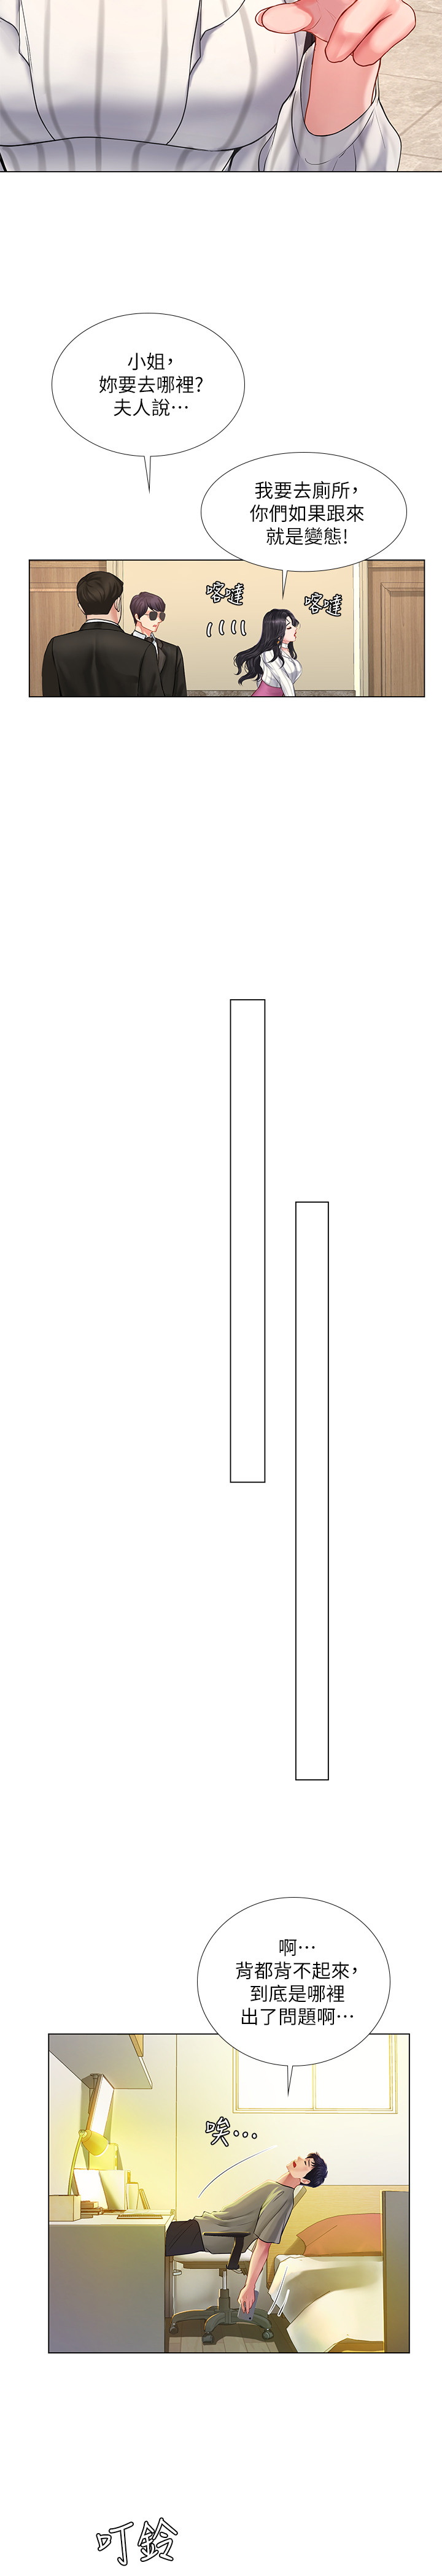 小姐，
妳要去哪裡？
夫人說…
我要去廁所，
你們如果跟來
就是變態！
喀噠
喀噠
啊…
背都背不起來，
到底是哪裡
出了問題啊…
唉…
叮鈴